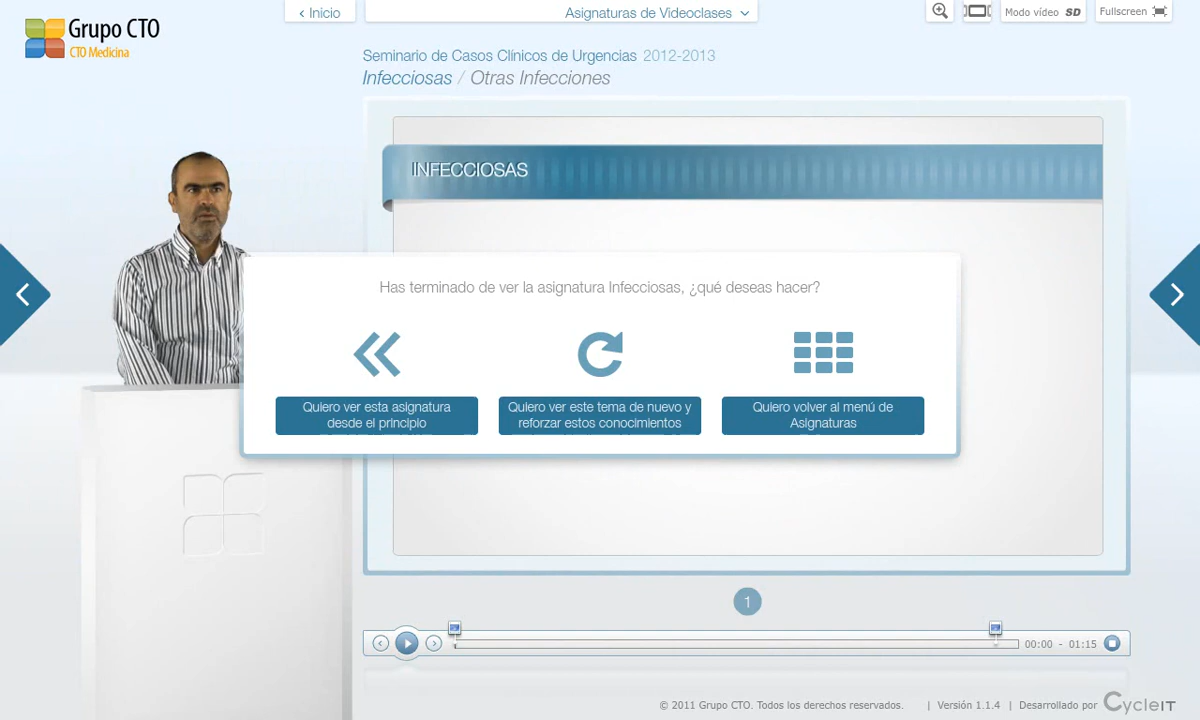 Grupo CTO
CTO Medicina
‹ Inicio
Asignaturas de Videoclases
Modo vídeo SD
Fullscreen
Seminario de Casos Clínicos de Urgencias 2012-2013
Infecciosas / Otras Infecciones
INFECCIOSAS
Has terminado de ver la asignatura Infecciosas, ¿qué deseas hacer?
Quiero ver esta asignatura
desde el principio
Quiero ver este tema de nuevo y
reforzar estos conocimientos
Quiero volver al menú de
Asignaturas
1
00:00 - 01:15
© 2011 Grupo CTO. Todos los derechos reservados. | Versión 1.1.4 | Desarrollado por CycleIT